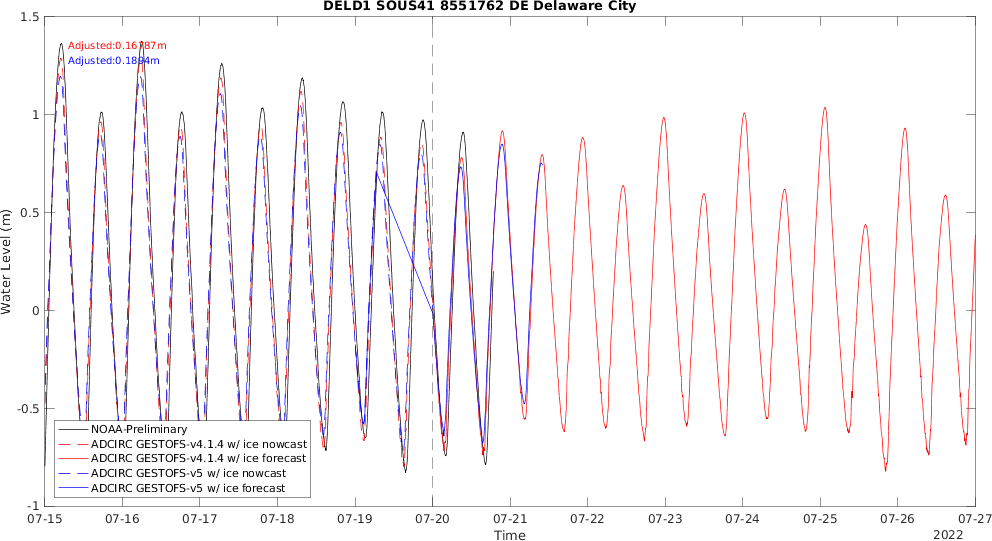 DELD1 SOUS41 8551762 DE Delaware City
Adjusted:0.16787m
Adjusted:0.1894m
Water Level (m)
1.5
1
0.5
0
-0.5
-1
NOAA-Preliminary
ADCIRC GESTOFS-v4.1.4 w/ ice nowcast
ADCIRC GESTOFS-v4.1.4 w/ ice forecast
ADCIRC GESTOFS-v5 w/ ice nowcast
ADCIRC GESTOFS-v5 w/ ice forecast
07-15 07-16 07-17 07-18 07-19 07-20 07-21 07-22 07-23 07-24 07-25 07-26 07-27
Time
2022